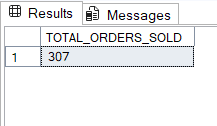 Results Messages
TOTAL_ORDERS_SOLD
1 307